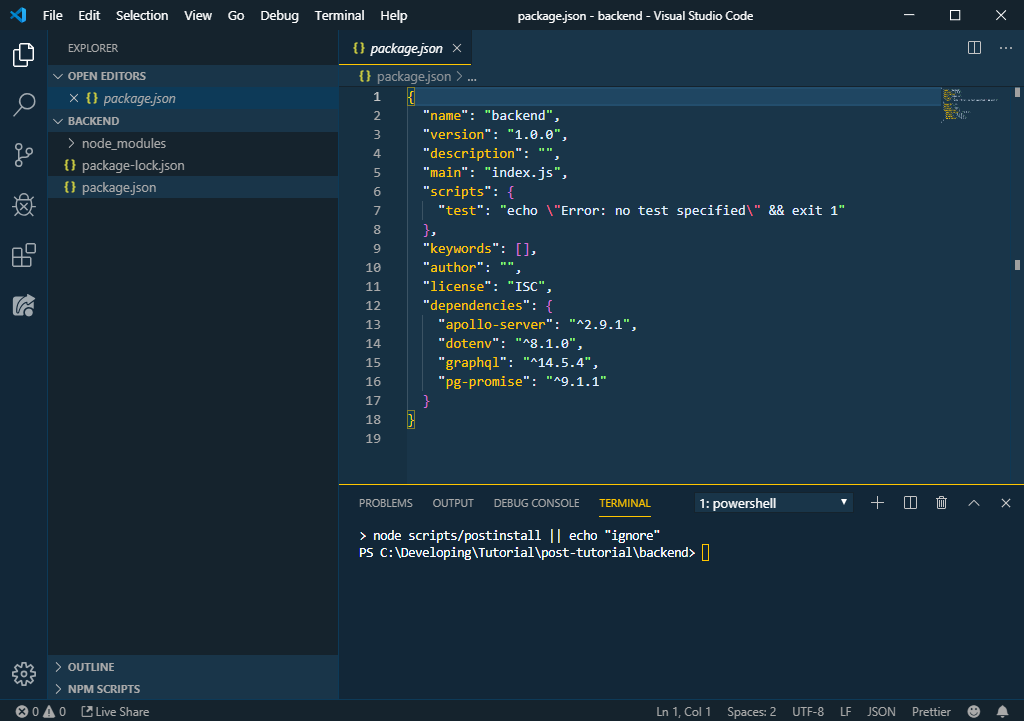 File Edit Selection View Go Debug Terminal Help package.json - backend - Visual Studio Code
EXPLORER
OPEN EDITORS
{} package.json
BACKEND
node_modules
{} package-lock.json
{} package.json
OUTLINE
NPM SCRIPTS
{} package.json
{} package.json > ...
1 {
2 "name": "backend",
3 "version": "1.0.0",
4 "description": "",
5 "main": "index.js",
6 "scripts": {
7 "test": "echo \"Error: no test specified\" && exit 1"
8 },
9 "keywords": [],
10 "author": "",
11 "license": "ISC",
12 "dependencies": {
13 "apollo-server": "^2.9.1",
14 "dotenv": "^8.1.0",
15 "graphql": "^14.5.4",
16 "pg-promise": "^9.1.1"
17 }
18 }
19
PROBLEMS OUTPUT DEBUG CONSOLE TERMINAL 1: powershell
> node scripts/postinstall || echo "ignore"
PS C:\Developing\Tutorial\post-tutorial\backend>
0 0 Live Share Ln 1, Col 1 Spaces: 2 UTF-8 LF JSON Prettier